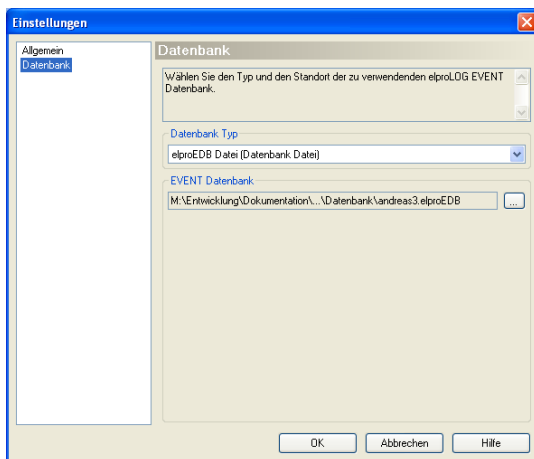 Einstellungen
Allgemein
Datenbank
Datenbank
Wählen Sie den Typ und den Standort der zu verwendenden elproLOG EVENT
Datenbank.
Datenbank Typ
elproEDB Datei (Datenbank Datei)
EVENT Datenbank
M:\Entwicklung\Dokumentation\...\Datenbank\andreas3.elproEDB
...
OK
Abbrechen
Hilfe